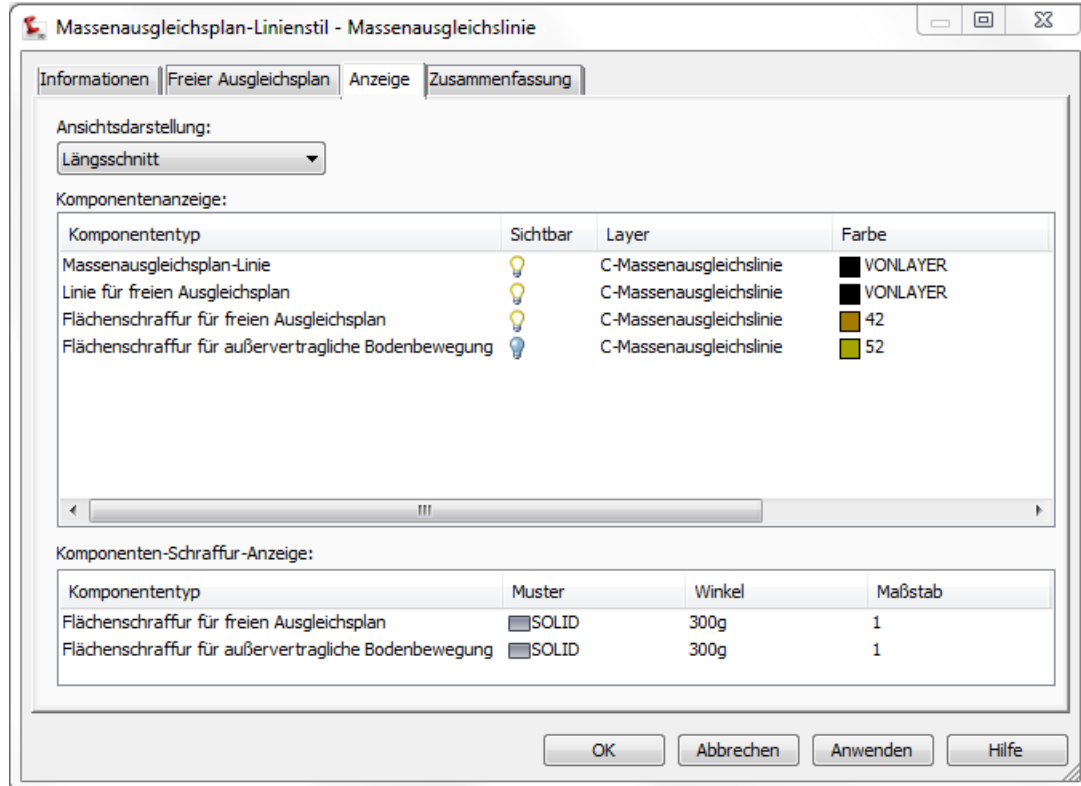 Massenausgleichsplan-Linienstil - Massenausgleichslinie
Informationen Freier Ausgleichsplan Anzeige Zusammenfassung
Ansichtsdarstellung:
Längsschnitt
Komponentenanzeige:
Komponententyp Sichtbar Layer Farbe
Massenausgleichsplan-Linie C-Massenausgleichslinie VONLAYER
Linie für freien Ausgleichsplan C-Massenausgleichslinie VONLAYER
Flächenschraffur für freien Ausgleichsplan C-Massenausgleichslinie 42
Flächenschraffur für außervertragliche Bodenbewegung C-Massenausgleichslinie 52
Komponenten-Schraffur-Anzeige:
Komponententyp Muster Winkel Maßstab
Flächenschraffur für freien Ausgleichsplan SOLID 300g 1
Flächenschraffur für außervertragliche Bodenbewegung SOLID 300g 1
OK Abbrechen Anwenden Hilfe